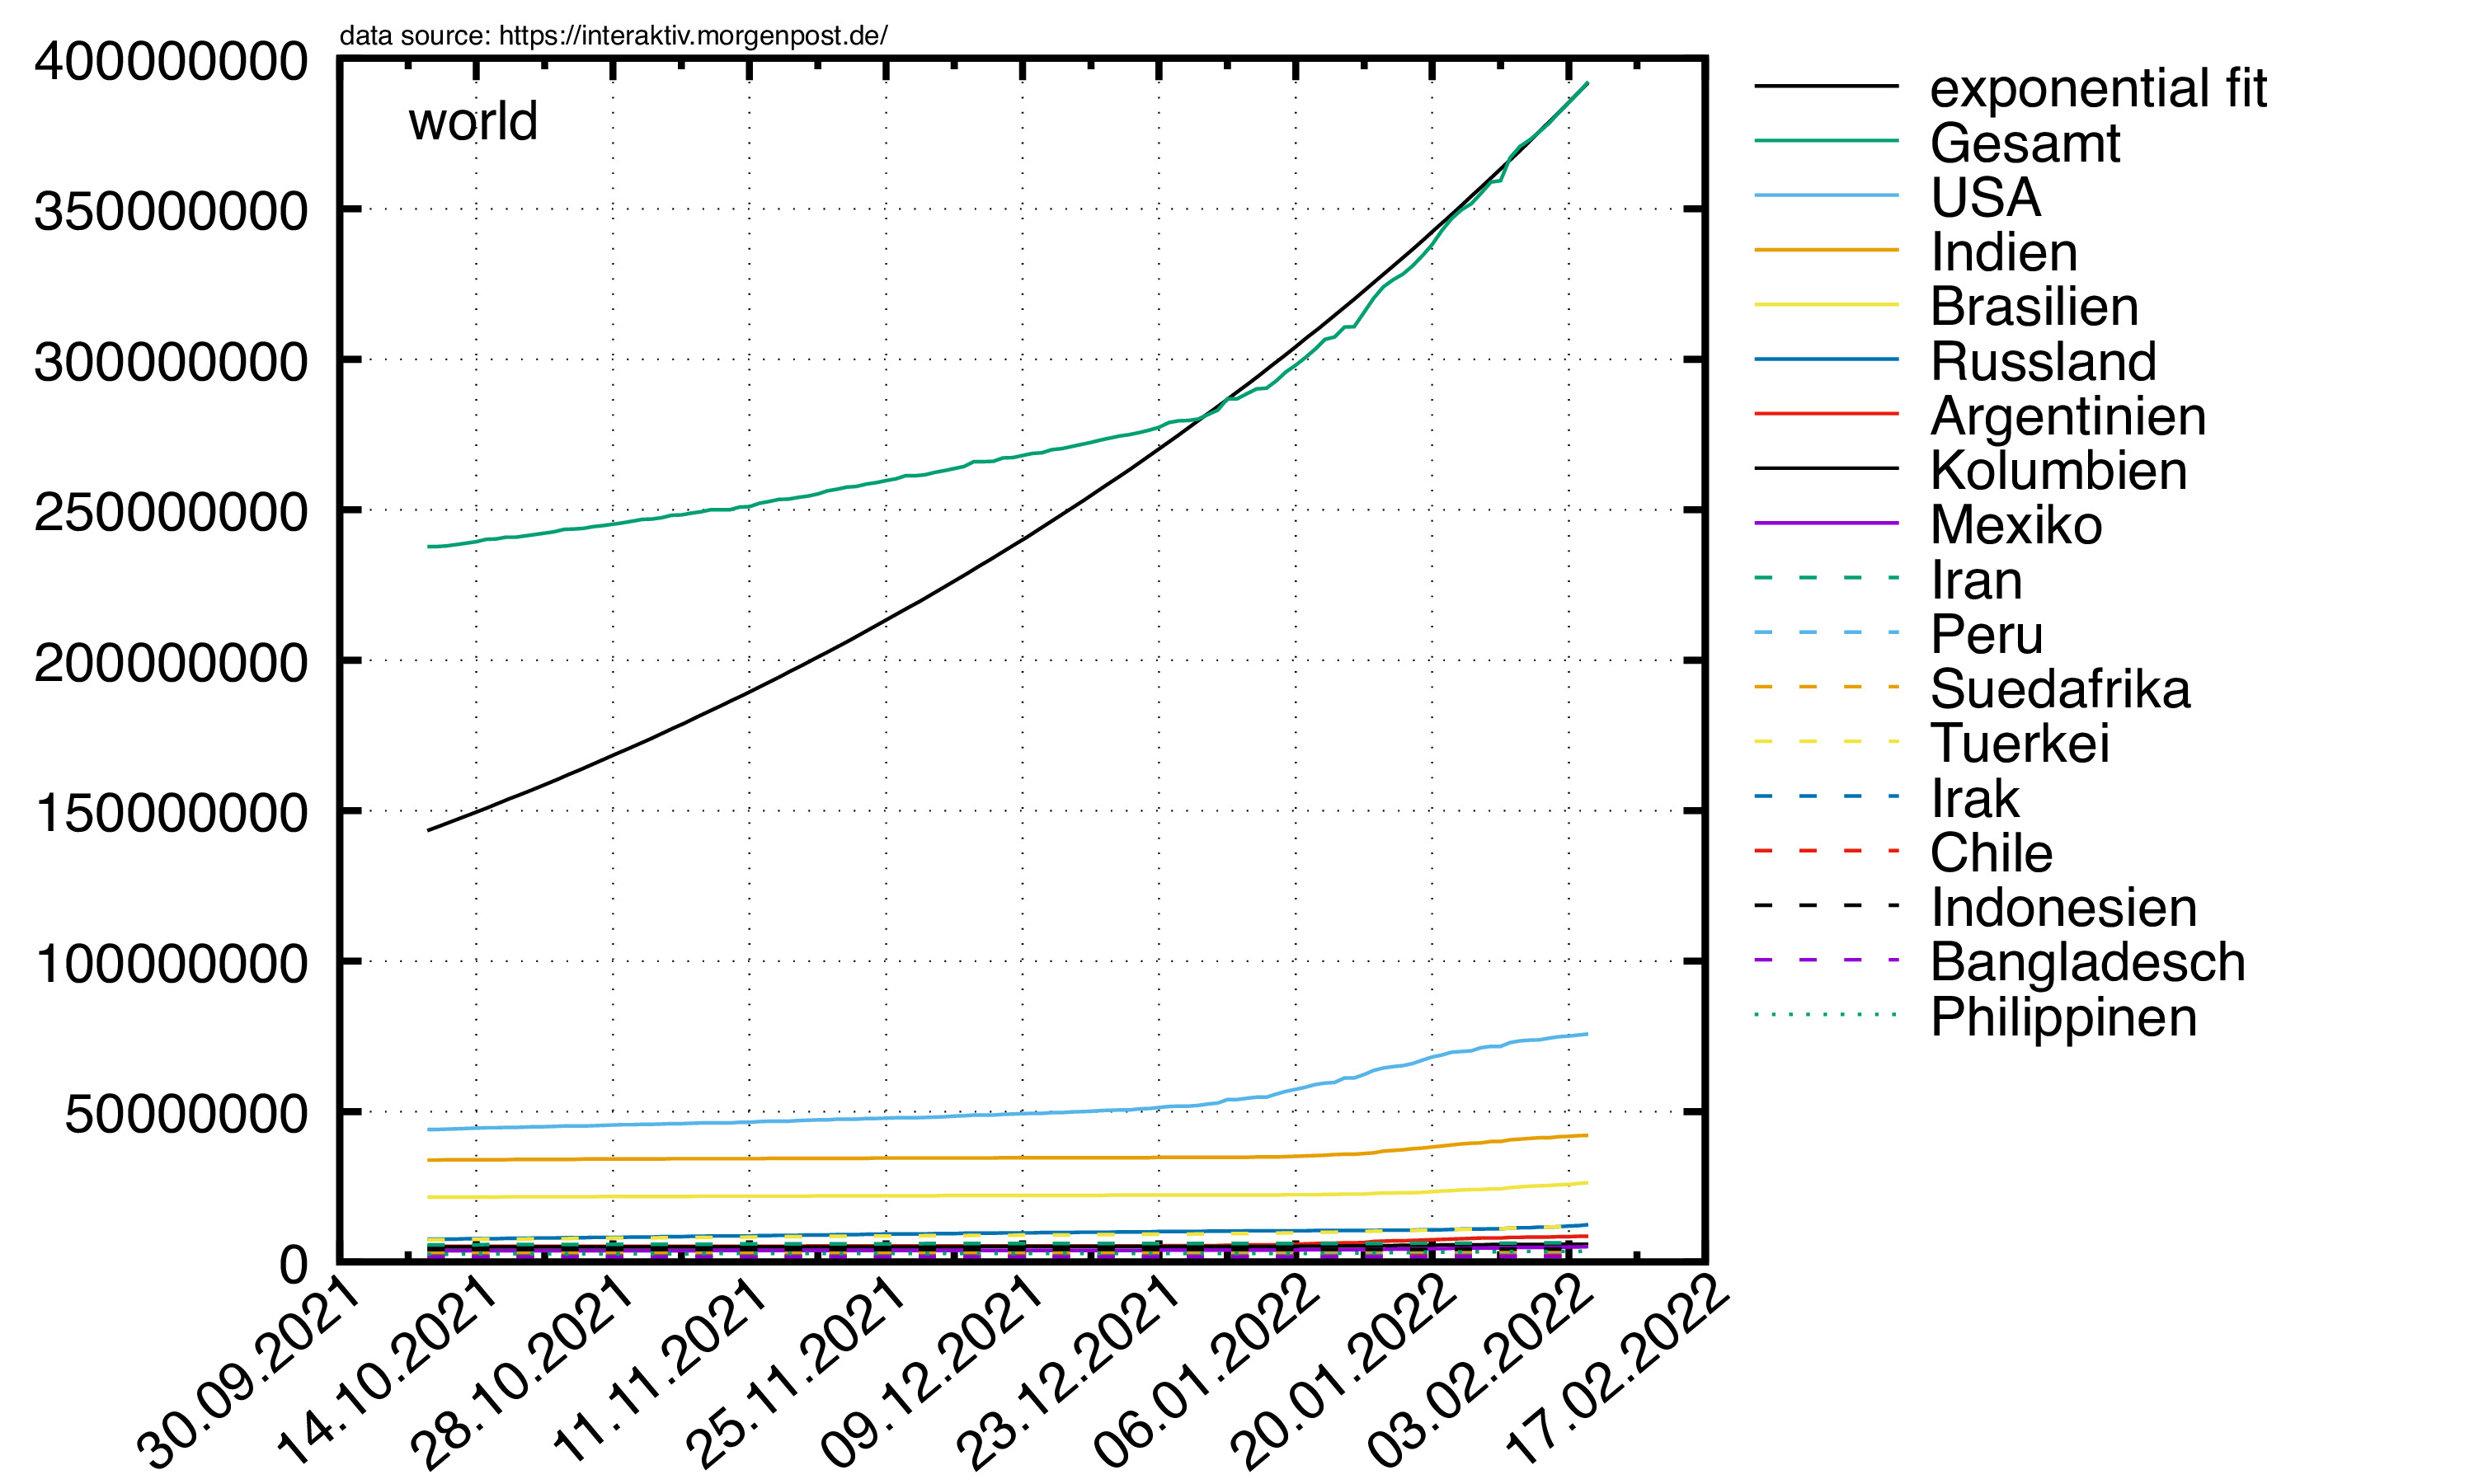 data source: https://interaktiv.morgenpost.de/
world
400000000
350000000
300000000
250000000
200000000
150000000
100000000
50000000
0
30.09.2021
14.10.2021
28.10.2021
11.11.2021
25.11.2021
09.12.2021
23.12.2021
06.01.2022
20.01.2022
03.02.2022
17.02.2022
exponential fit
Gesamt
USA
Indien
Brasilien
Russland
Argentinien
Kolumbien
Mexiko
Iran
Peru
Suedafrika
Tuerkei
Irak
Chile
Indonesien
Bangladesch
Philippinen